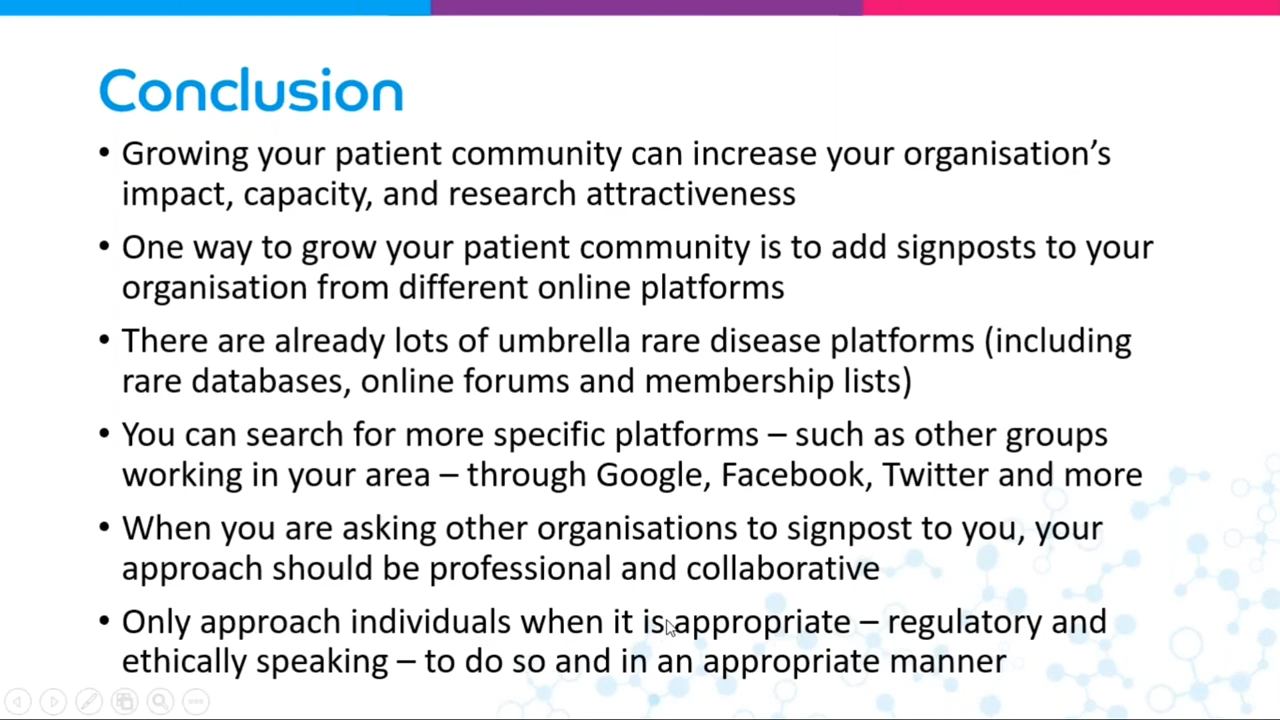 Conclusion
• Growing your patient community can increase your organisation’s
impact, capacity, and research attractiveness
• One way to grow your patient community is to add signposts to your
organisation from different online platforms
• There are already lots of umbrella rare disease platforms (including
rare databases, online forums and membership lists)
• You can search for more specific platforms – such as other groups
working in your area – through Google, Facebook, Twitter and more
• When you are asking other organisations to signpost to you, your
approach should be professional and collaborative
• Only approach individuals when it is appropriate – regulatory and
ethically speaking – to do so and in an appropriate manner